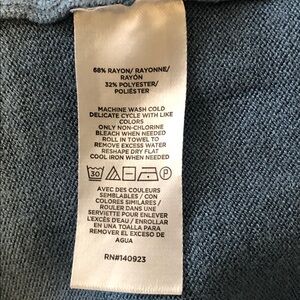 68% RAYON/RAYONNE/
RAYON
32% POLYESTER/
POLIÉSTER
MACHINE WASH COLD
DELICATE CYCLE WITH LIKE
COLORS
ONLY NON-CHLORINE
BLEACH WHEN NEEDED
ROLL IN TOWEL TO
REMOVE EXCESS WATER
RESHAPE DRY FLAT
COOL IRON WHEN NEEDED
30 P
AVEC DES COULEURS
SEMBLABLES / CON
COLORES SIMILARES /
ROULER DANS UNE
SERVIETTE POUR ENLEVER
L'EXCÈS D'EAU / ENROLLAR
EN UNA TOALLA PARA
REMOVER EL EXCESO DE
AGUA
RN#140923